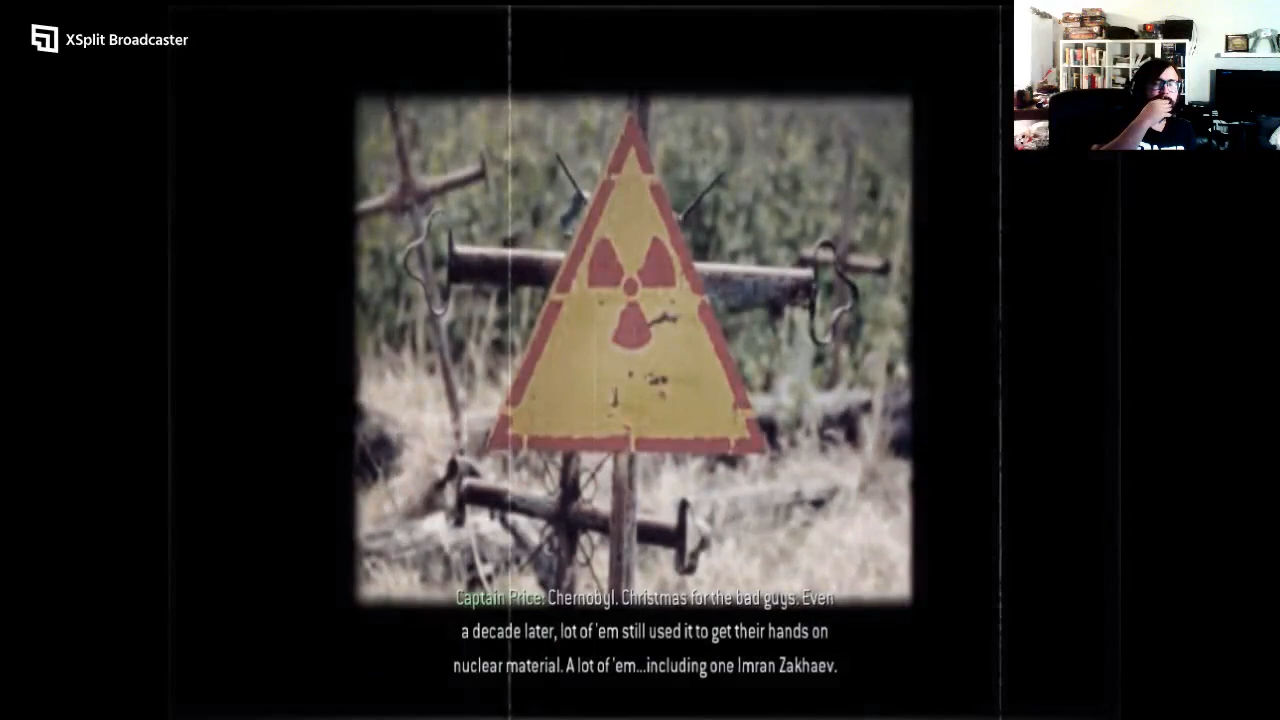 XSplit Broadcaster
Captain Price: Chernobyl. Christmas for the bad guys. Even
a decade later, lot of 'em still used it to get their hands on
nuclear material. A lot of 'em...including one Imran Zakhaev.